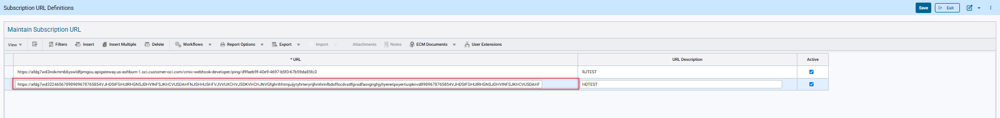 Subscription URL Definitions
Save Exit
Maintain Subscription URL
View Filters Insert Insert Multiple Delete Workflows Report Options Export Import Attachments Notes ECM Documents User Extensions
* URL URL Description Active
https://afdg7wd3nokmmb6yswldfpmgou.apigateway.us-ashburn-1.oci.customer-oci.com/cmic-webhook-developer/ping/d9faeb9f-40e9-4697-b5f0-67b59da85fc3 RJTEST
https://afdg7wd32246567898989678765854VJHDSIFGHUIRHGNSJDHVINFSJKHCVUSDAHFNJSHHUSHFVJVVUXCHVJSDKVHCHJNVGfghrthhtmjuijytyhrteryrtjhmhnnfbdsffscdvsdfgvsdfasvgnghjyhyererqwyertiuipknvd8989678765854VJHDSIFGHUIRHGNSJDHVINFSJKHCVUSDAHF HDTEST